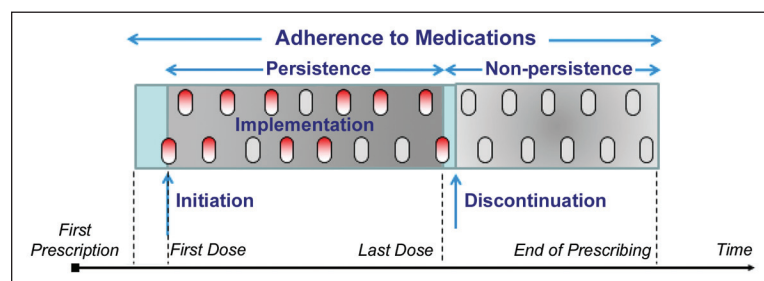 Adherence to Medications
Persistence
Non-persistence
Implementation
Initiation
Discontinuation
First
Prescription
First Dose
Last Dose
End of Prescribing
Time